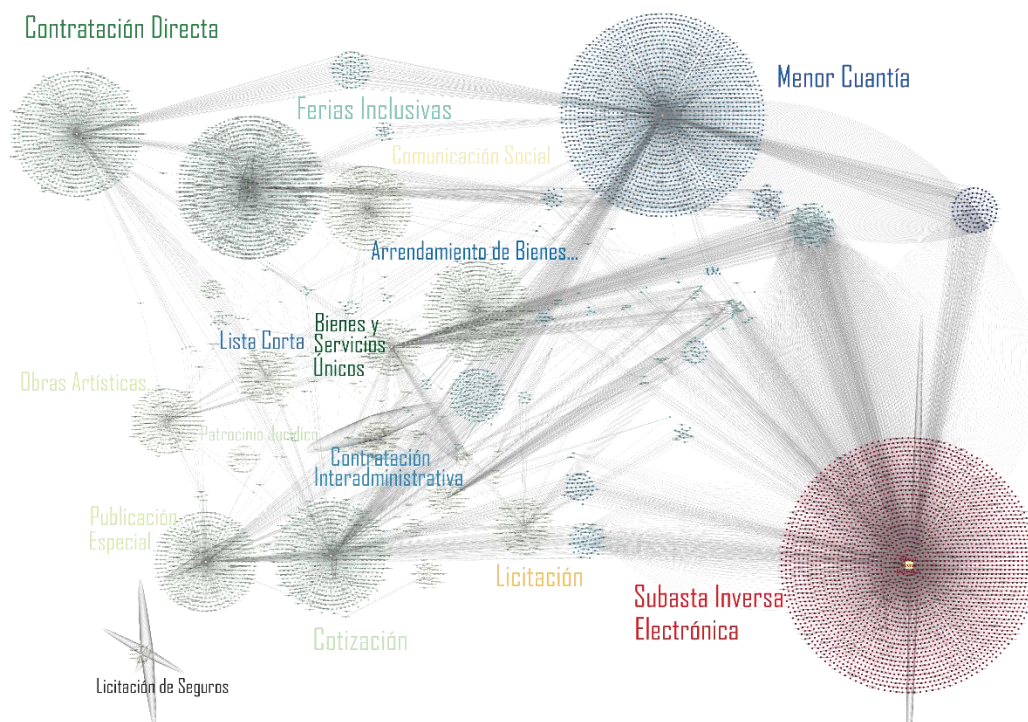 Contratación Directa
Menor Cuantía
Ferias Inclusivas
Comunicación Social
Arrendamiento de Bienes...
Bienes y
Servicios
Únicos
Lista Corta
Obras Artísticas
Patrocinio Jurídico
Contratación
Interadministrativa
Publicación
Especial
Licitación
Subasta Inversa
Electrónica
Cotización
Licitación de Seguros